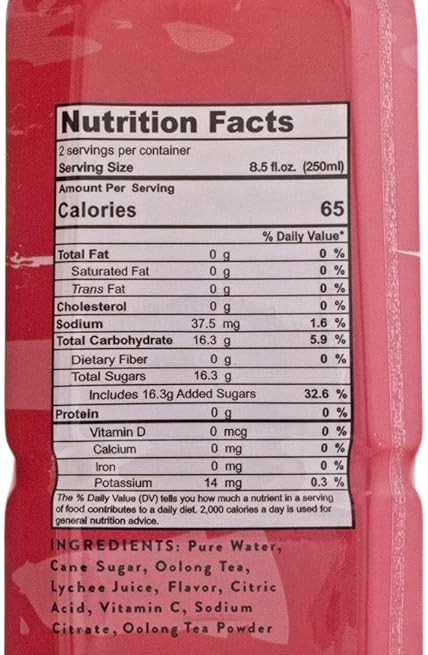 Nutrition Facts
2 servings per container
Serving Size 8.5 fl.oz. (250ml)
Amount Per Serving
Calories 65
% Daily Value*
Total Fat 0 g 0 %
Saturated Fat 0 g 0 %
Trans Fat 0 g 0 %
Cholesterol 0 g 0 %
Sodium 37.5 mg 1.6 %
Total Carbohydrate 16.3 g 5.9 %
Dietary Fiber 0 g 0 %
Total Sugars 16.3 g
Includes 16.3g Added Sugars 32.6 %
Protein 0 g 0 %
Vitamin D 0 mcg 0 %
Calcium 0 mg 0 %
Iron 0 mg 0 %
Potassium 14 mg 0.3 %
The % Daily Value (DV) tells you how much a nutrient in a serving
of food contributes to a daily diet. 2,000 calories a day is used for
general nutrition advice.
INGREDIENTS: Pure Water,
Cane Sugar, Oolong Tea,
Lychee Juice, Flavor, Citric
Acid, Vitamin C, Sodium
Citrate, Oolong Tea Powder